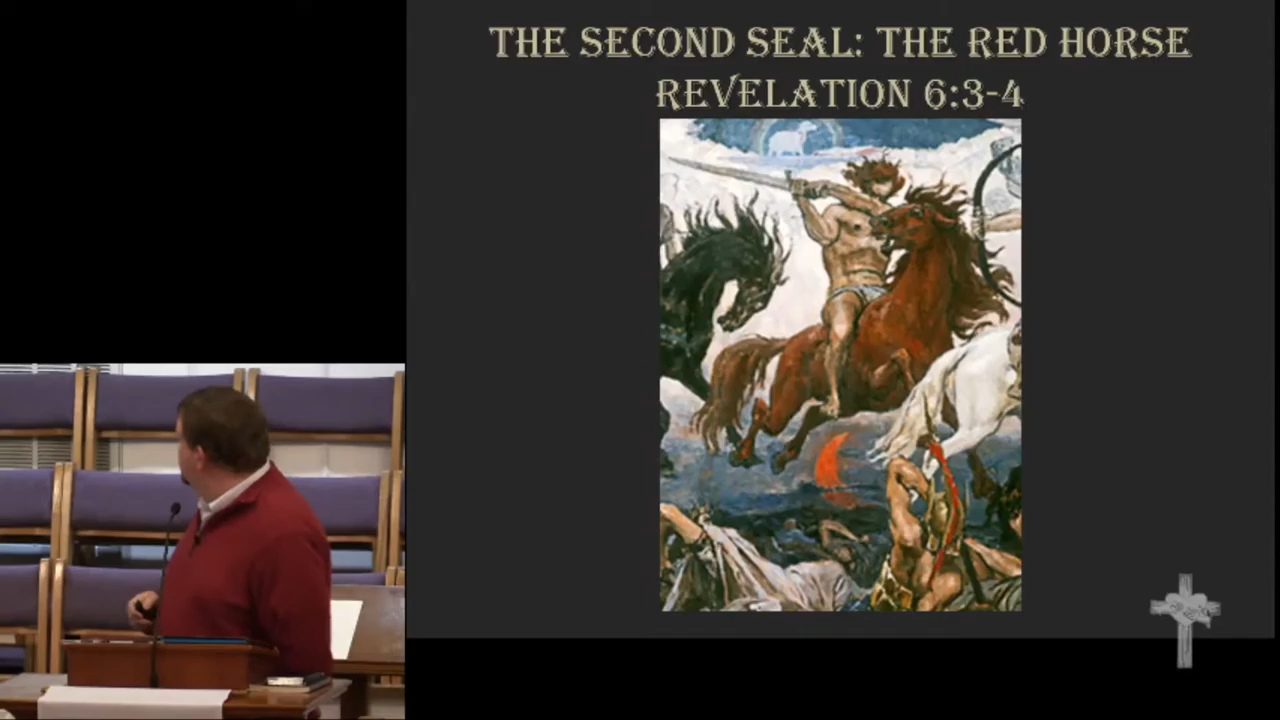 THE SECOND SEAL: THE RED HORSE
REVELATION 6:3-4